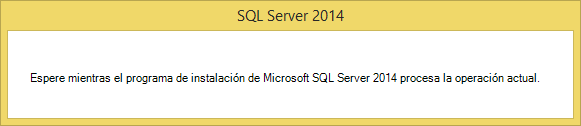 SQL Server 2014
Espere mientras el programa de instalación de Microsoft SQL Server 2014 procesa la operación actual.